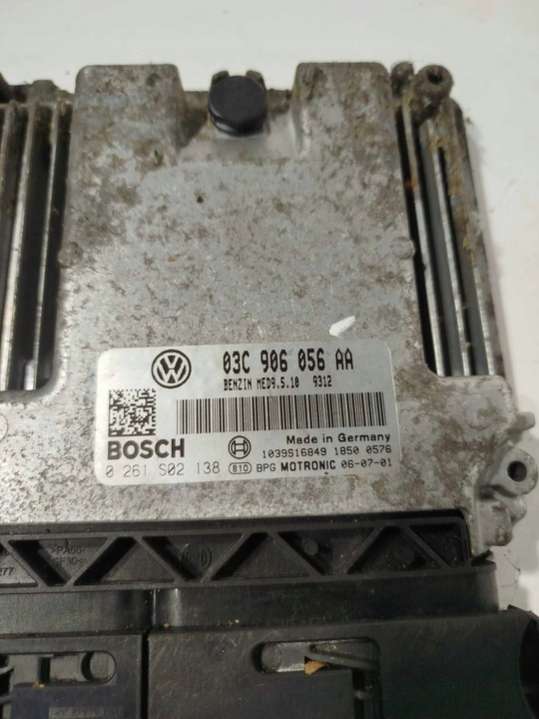 03C 906 056 AA
BENZIN MED9.5.10 9312
BOSCH
Made in Germany
1039S16849 1850 0576
0 261 S02 138 B10 BPG MOTRONIC 06-07-01